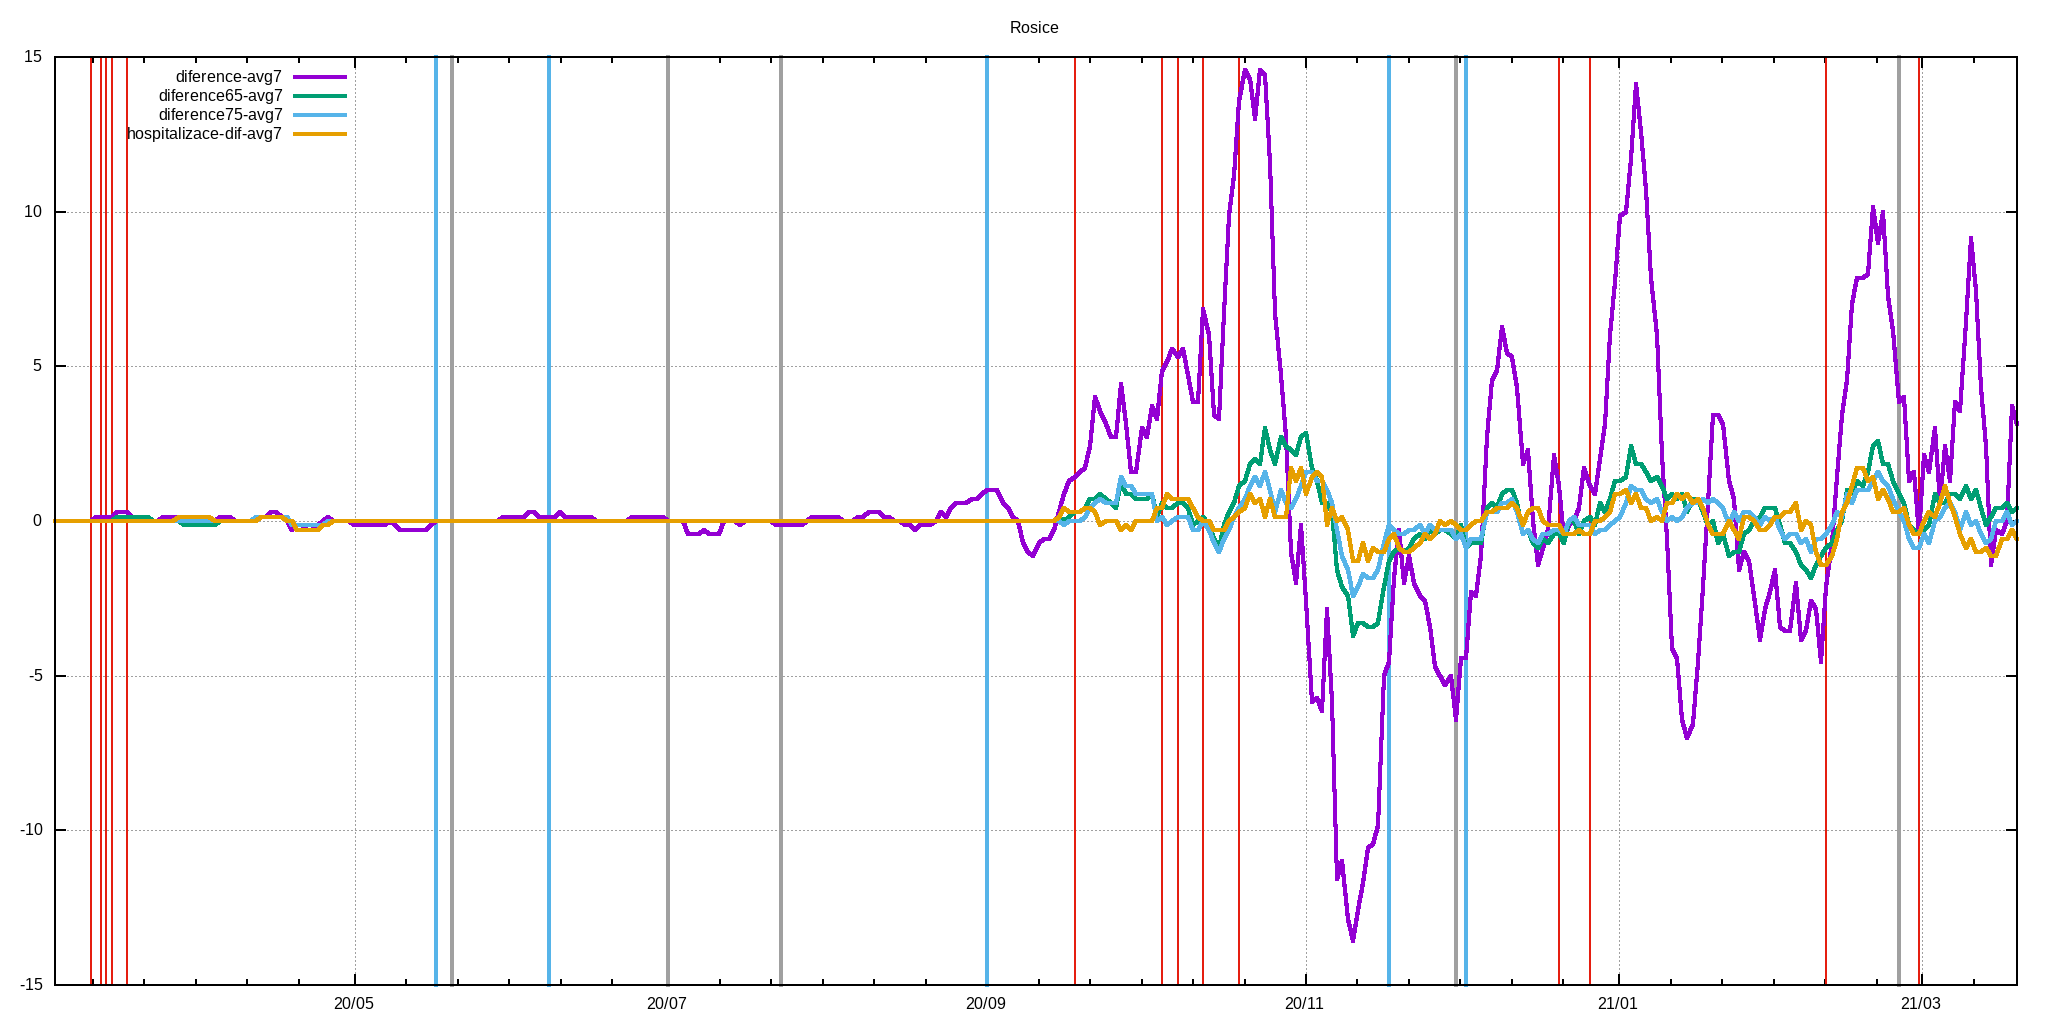 Rosice
15
10
5
0
-5
-10
-15
diference-avg7
diference65-avg7
diference75-avg7
hospitalizace-dif-avg7
20/05 20/07 20/09 20/11 21/01 21/03